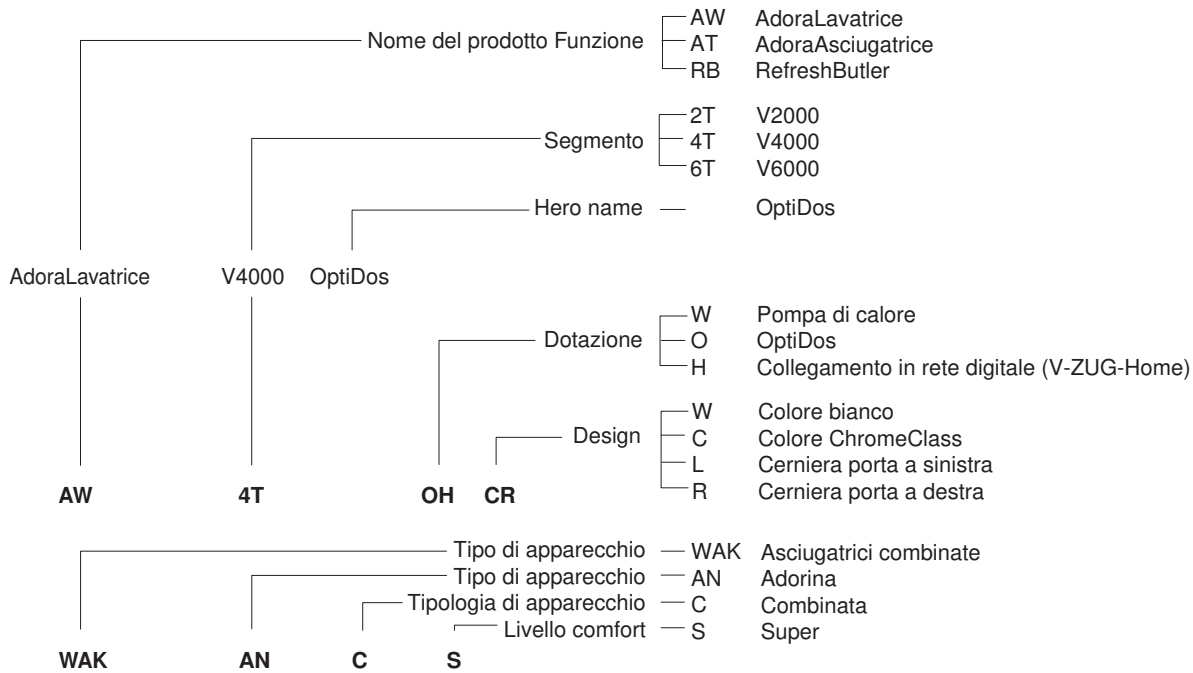 AW AdoraLavatrice
Nome del prodotto Funzione AT AdoraAsciugatrice
RB RefreshButler
2T V2000
Segmento 4T V4000
6T V6000
Hero name OptiDos
AdoraLavatrice V4000 OptiDos
W Pompa di calore
Dotazione O OptiDos
H Collegamento in rete digitale (V-ZUG-Home)
W Colore bianco
Design C Colore ChromeClass
L Cerniera porta a sinistra
R Cerniera porta a destra
AW 4T OH CR
Tipo di apparecchio WAK Asciugatrici combinate
Tipo di apparecchio AN Adorina
Tipologia di apparecchio C Combinata
Livello comfort S Super
WAK AN C S